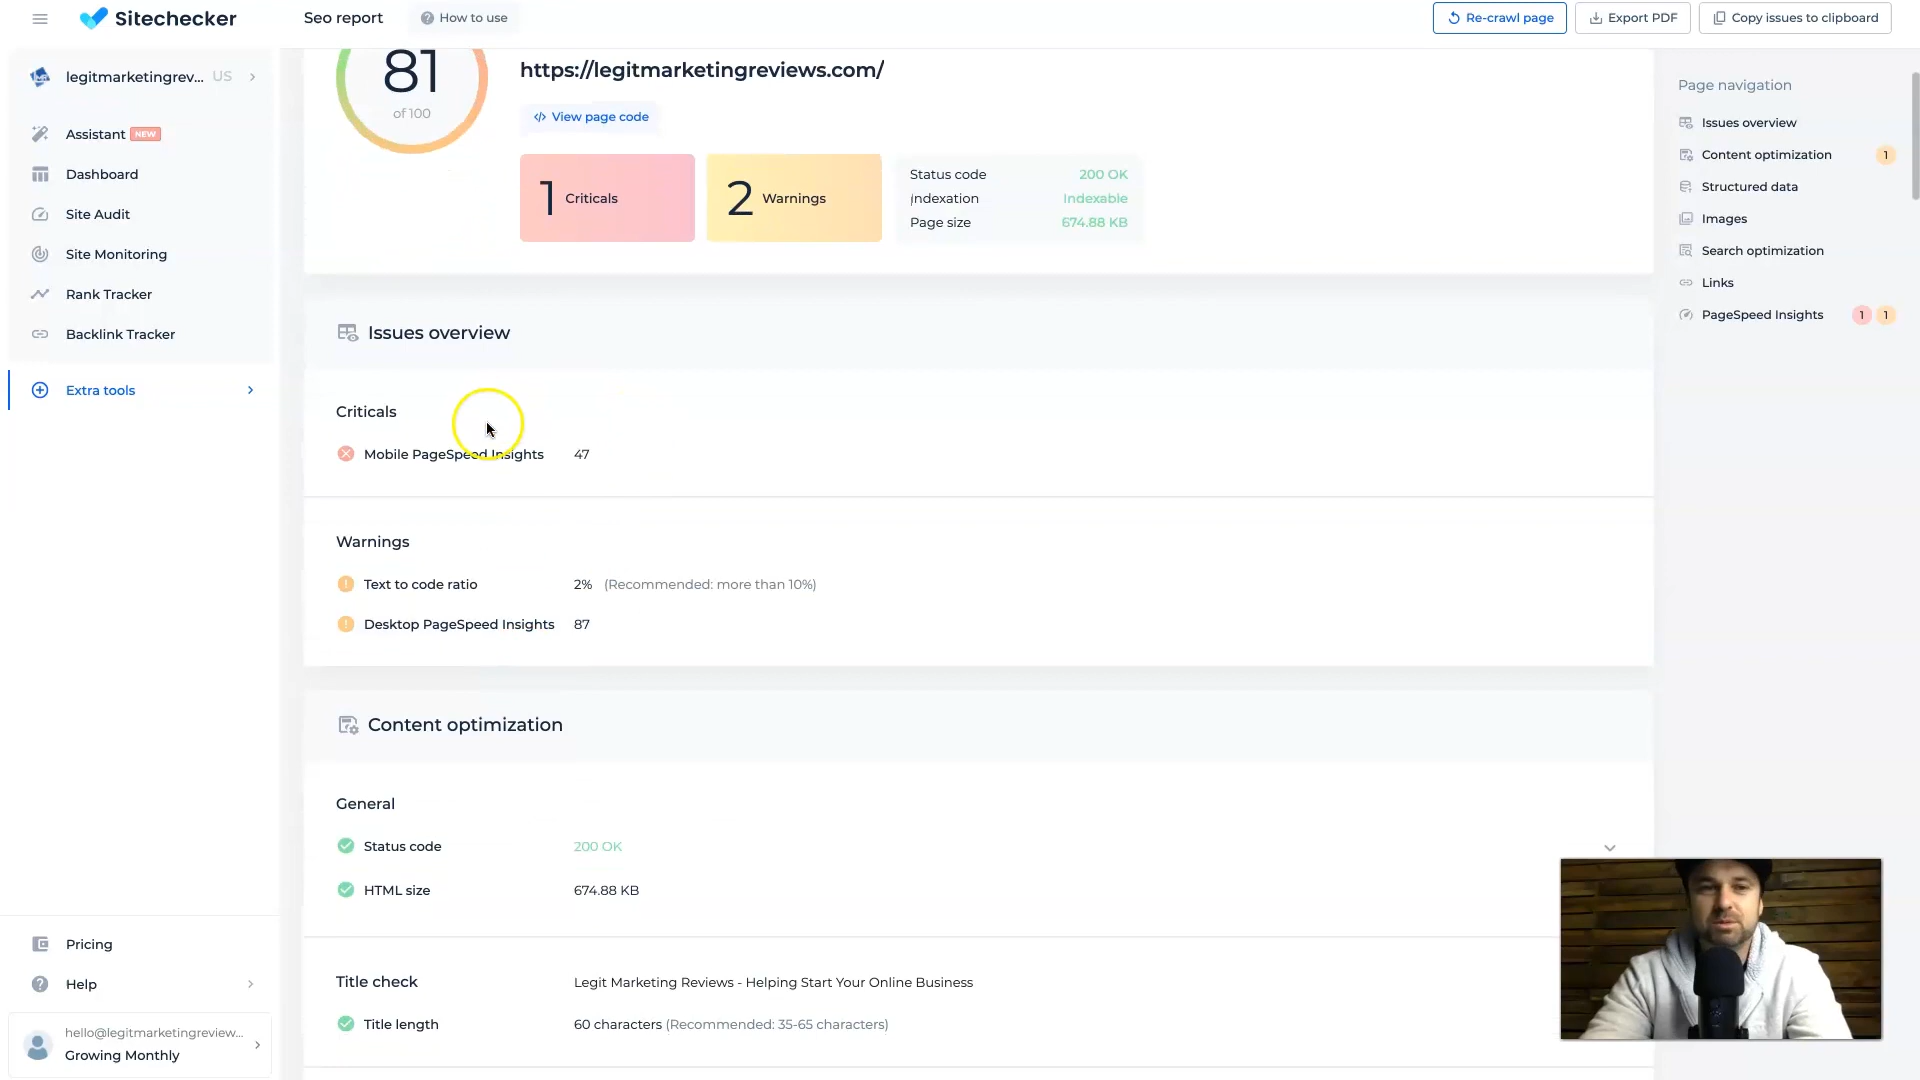 Sitechecker
Seo report
How to use
Re-crawl page
Export PDF
Copy issues to clipboard
legitmarketingrev... US
Assistant NEW
Dashboard
Site Audit
Site Monitoring
Rank Tracker
Backlink Tracker
Extra tools
Pricing
Help
hello@legitmarketingreview...
Growing Monthly
81
of 100
https://legitmarketingreviews.com/
</> View page code
1 Criticals
2 Warnings
Status code 200 OK
Indexation Indexable
Page size 674.88 KB
Issues overview
Criticals
Mobile PageSpeed Insights 47
Warnings
Text to code ratio 2% (Recommended: more than 10%)
Desktop PageSpeed Insights 87
Content optimization
General
Status code 200 OK
HTML size 674.88 KB
Title check Legit Marketing Reviews - Helping Start Your Online Business
Title length 60 characters (Recommended: 35-65 characters)
Page navigation
Issues overview
Content optimization 1
Structured data
Images
Search optimization
Links
PageSpeed Insights 1 1